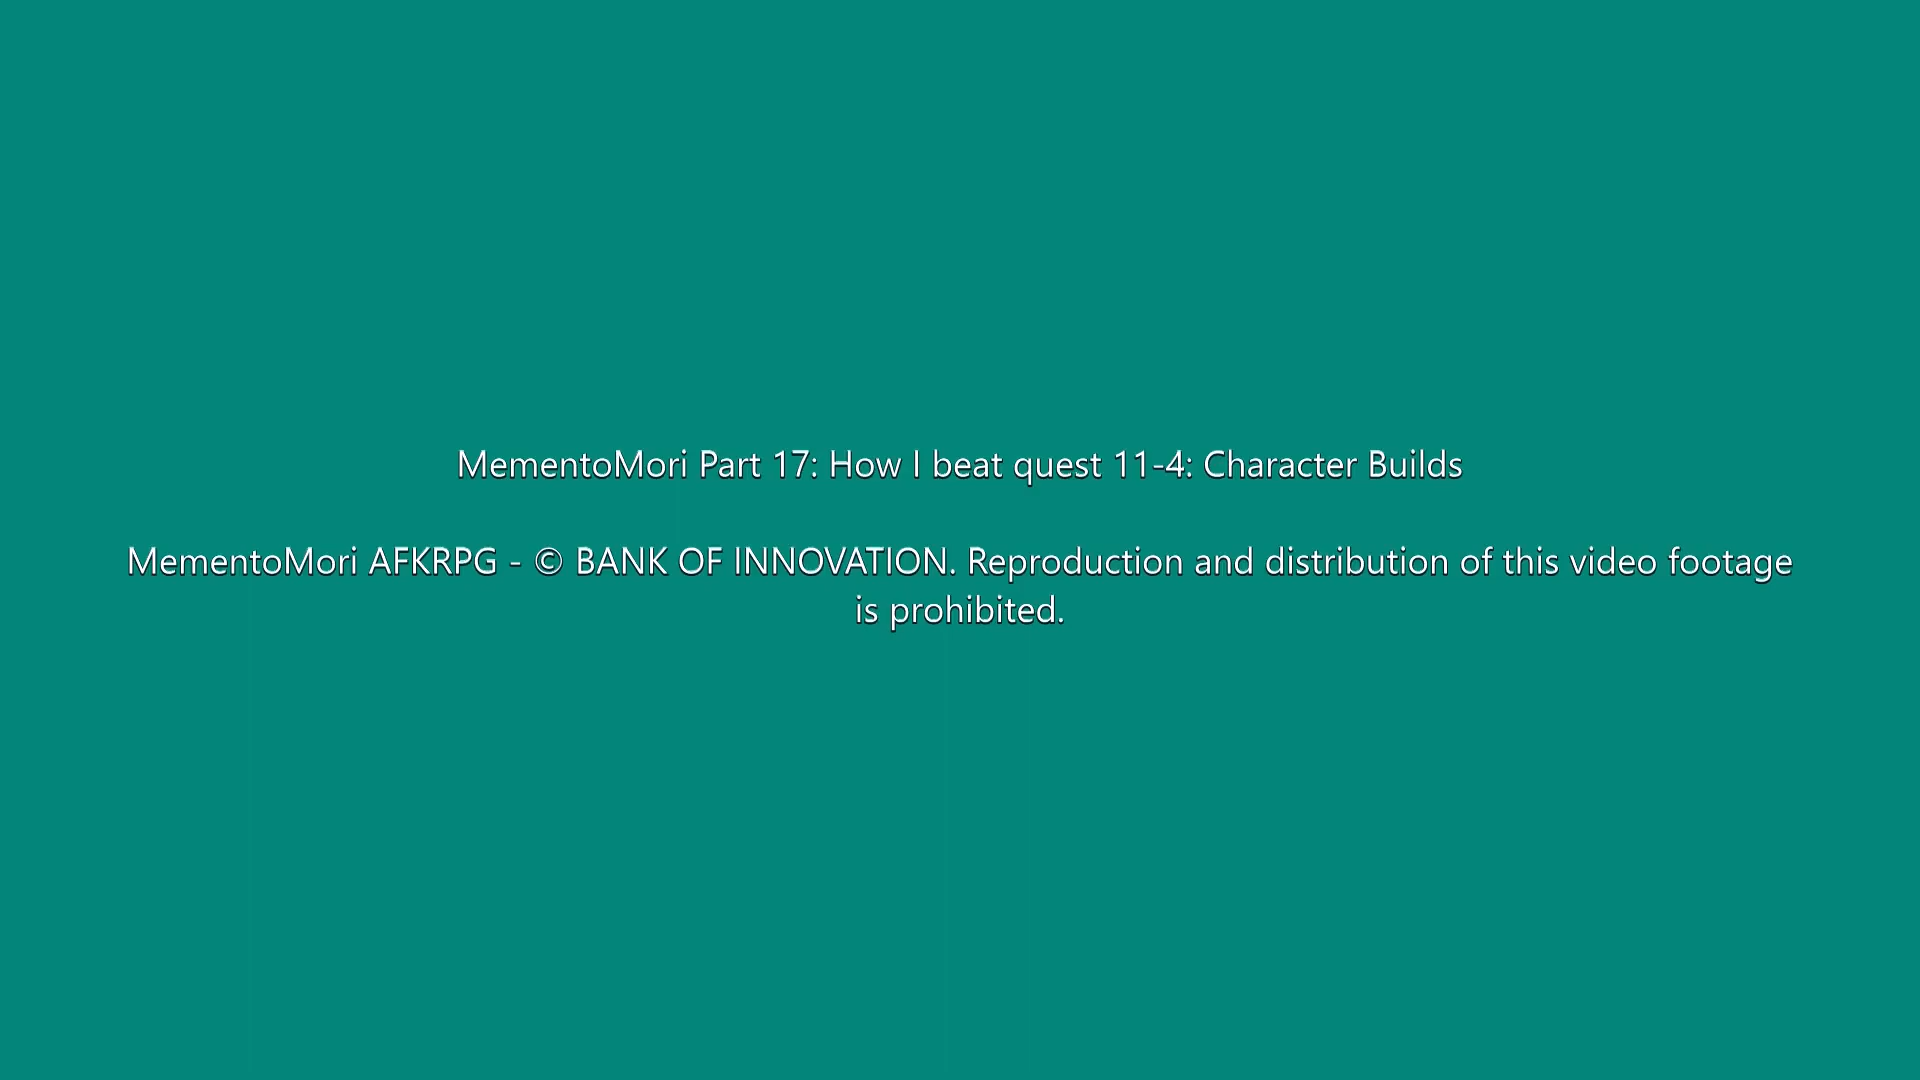 MementoMori Part 17: How I beat quest 11-4: Character Builds
MementoMori AFKRPG - © BANK OF INNOVATION. Reproduction and distribution of this video footage
is prohibited.